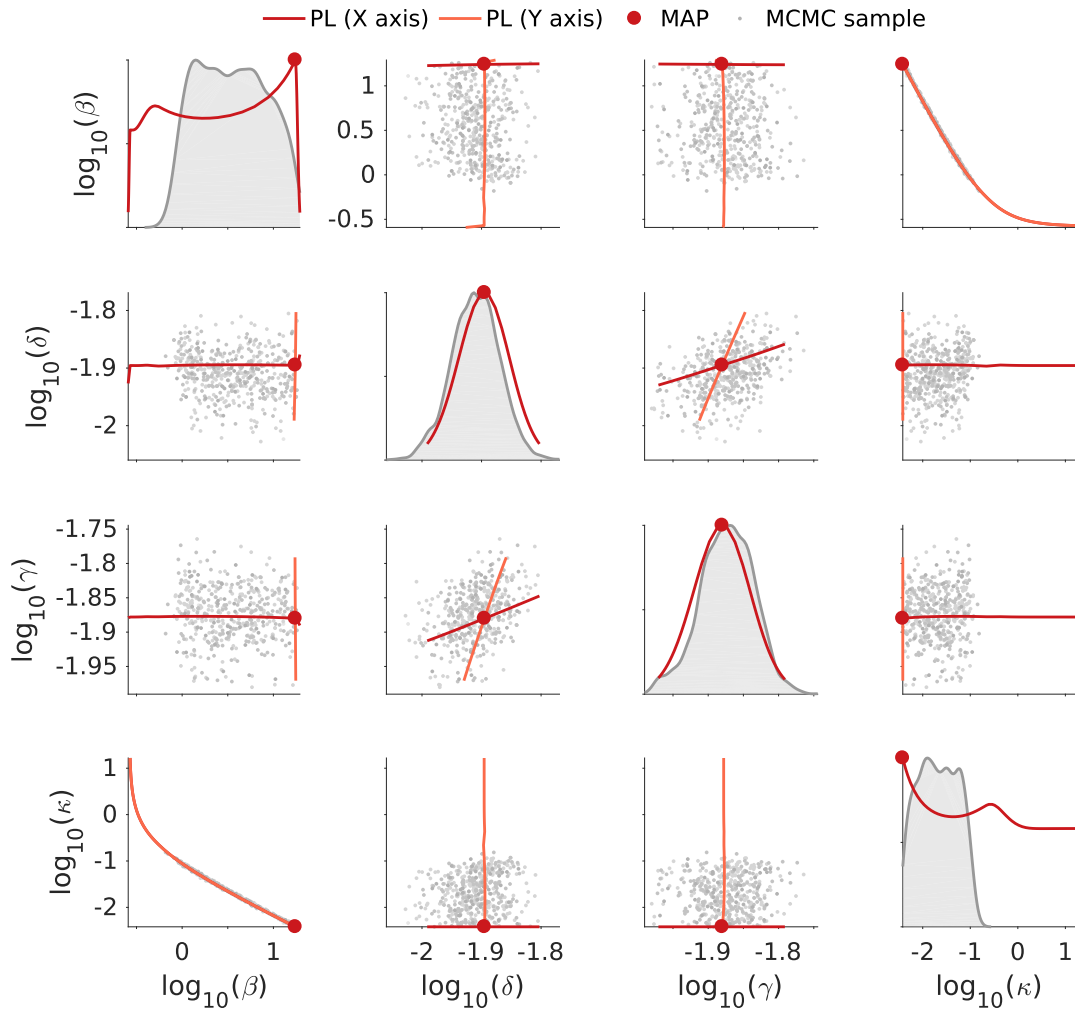 PL (X axis) PL (Y axis) MAP MCMC sample
log10(β)
1
0.5
0
-0.5
log10(δ)
-1.8
-1.9
-2
log10(γ)
-1.75
-1.8
-1.85
-1.9
-1.95
log10(κ)
1
0
-1
-2
0 1 -2 -1.9 -1.8 -1.9 -1.8 -2 -1 0 1
log10(β) log10(δ) log10(γ) log10(κ)